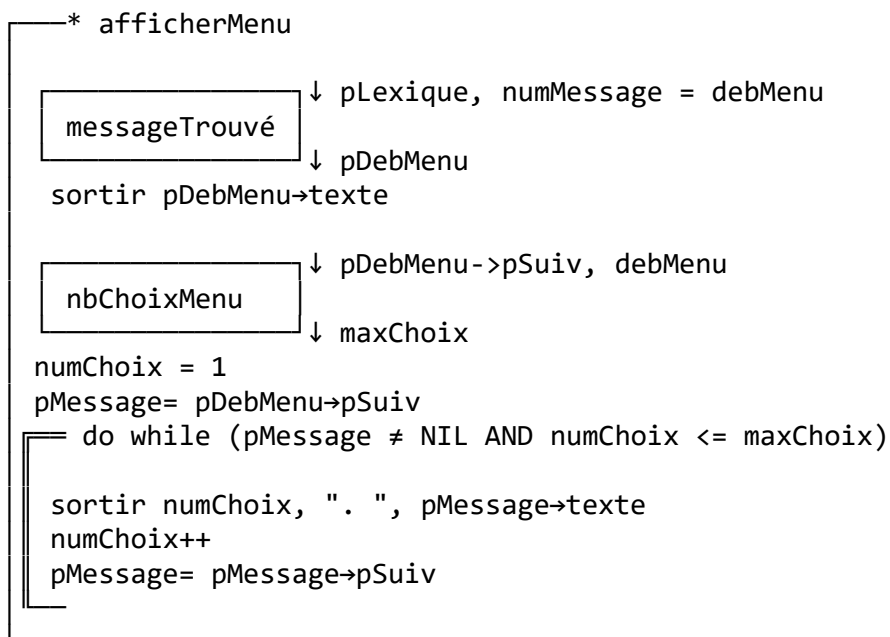 * afficherMenu
↓ pLexique, numMessage = debMenu
messageTrouvé
↓ pDebMenu
sortir pDebMenu→texte
↓ pDebMenu->pSuiv, debMenu
nbChoixMenu
↓ maxChoix
numChoix = 1
pMessage= pDebMenu→pSuiv
do while (pMessage ≠ NIL AND numChoix <= maxChoix)
sortir numChoix, ". ", pMessage→texte
numChoix++
pMessage= pMessage→pSuiv